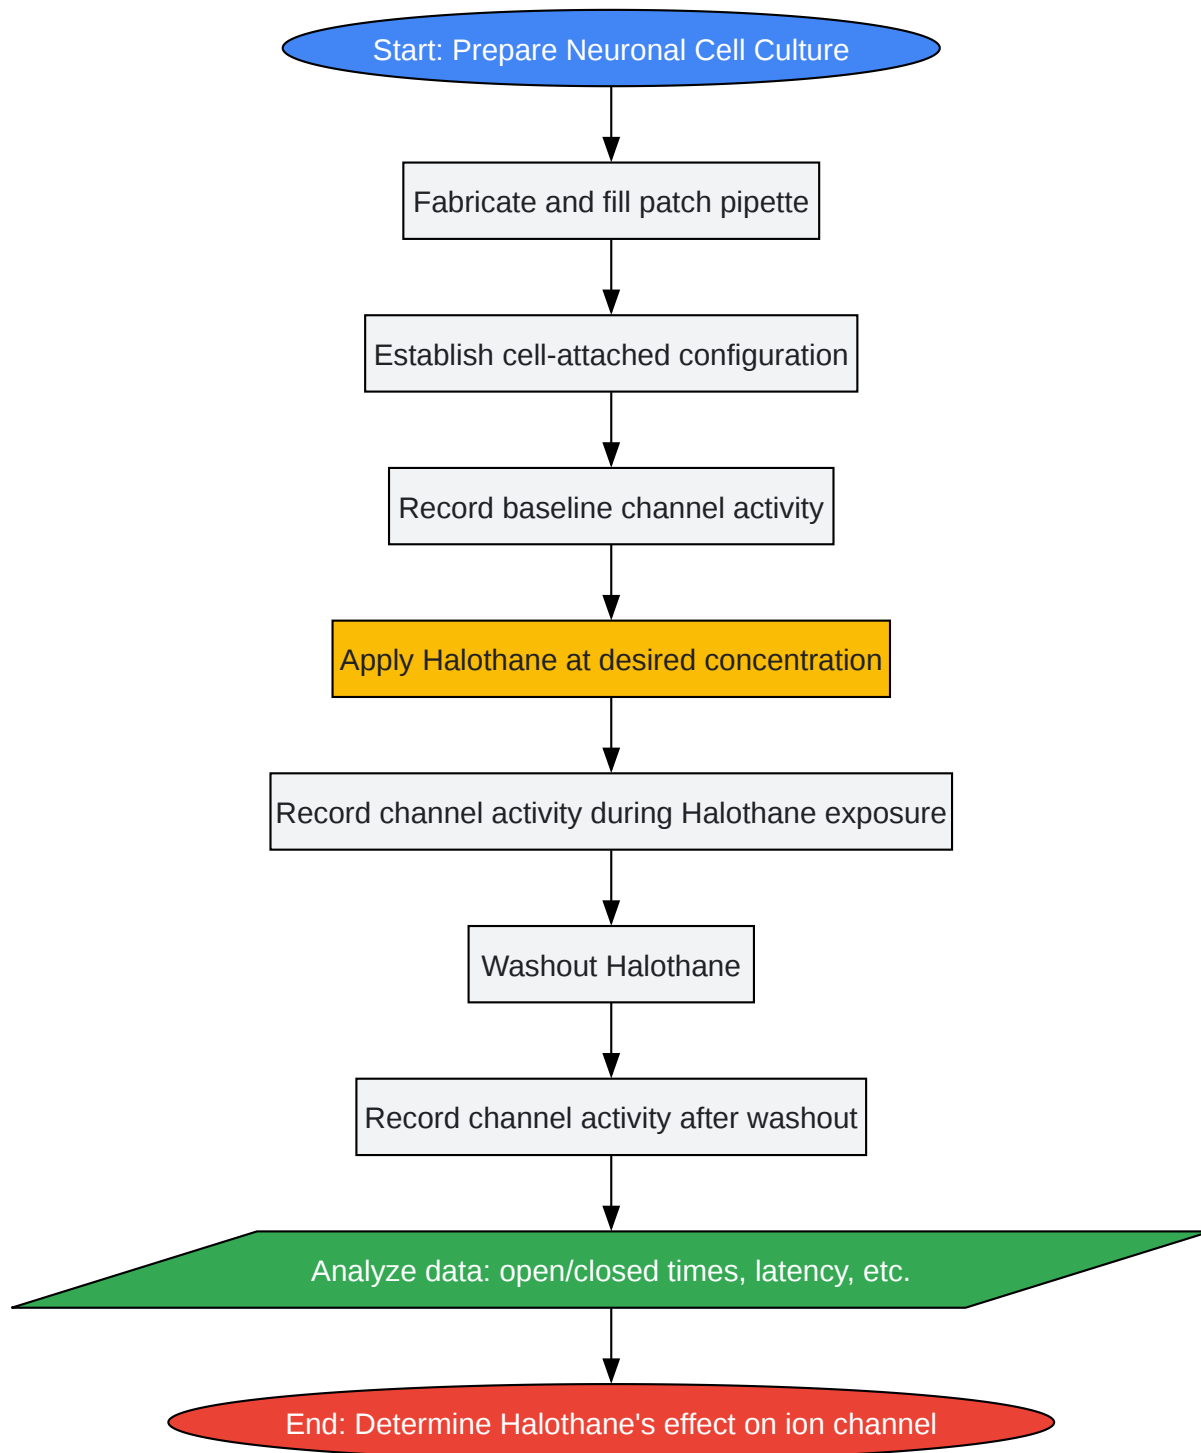 Start: Prepare Neuronal Cell Culture
Fabricate and fill patch pipette
Establish cell-attached configuration
Record baseline channel activity
Apply Halothane at desired concentration
Record channel activity during Halothane exposure
Washout Halothane
Record channel activity after washout
Analyze data: open/closed times, latency, etc.
End: Determine Halothane's effect on ion channel